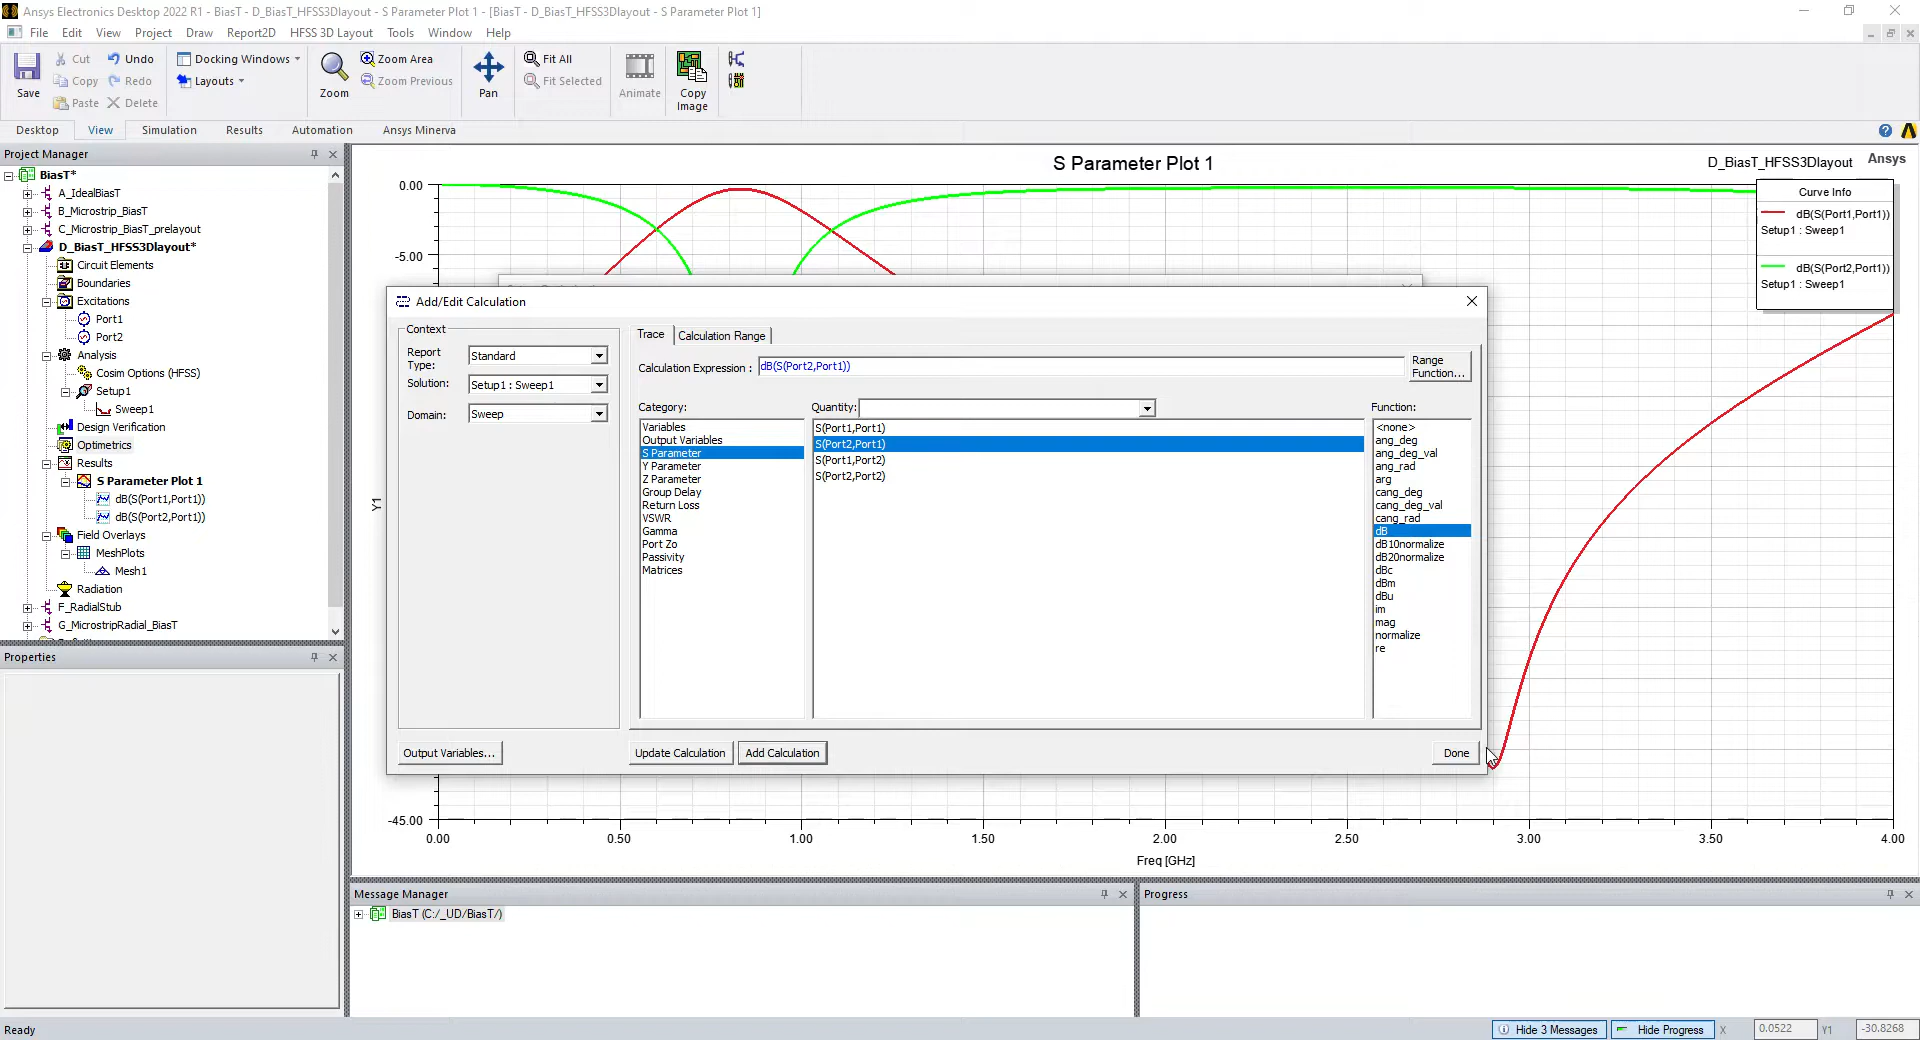 Ansys Electronics Desktop 2022 R1 - BiasT - D_BiasT_HFSS3Dlayout - S Parameter Plot 1 - [BiasT - D_BiasT_HFSS3Dlayout - S Parameter Plot 1]
File Edit View Project Draw Report2D HFSS 3D Layout Tools Window Help
Save
Cut
Copy
Paste
Undo
Redo
Delete
Docking Windows
Layouts
Zoom
Zoom Area
Zoom Previous
Pan
Fit All
Fit Selected
Animate
Copy
Image
Desktop View Simulation Results Automation Ansys Minerva
Project Manager
BiasT*
A_IdealBiasT
B_Microstrip_BiasT
C_Microstrip_BiasT_prelayout
D_BiasT_HFSS3Dlayout*
Circuit Elements
Boundaries
Excitations
Port1
Port2
Analysis
Cosim Options (HFSS)
Setup1
Sweep1
Design Verification
Optimetrics
Results
S Parameter Plot 1
dB(S(Port1,Port1))
dB(S(Port2,Port1))
Field Overlays
MeshPlots
Mesh1
Radiation
F_RadialStub
G_MicrostripRadial_BiasT
Properties
S Parameter Plot 1
D_BiasT_HFSS3Dlayout
Ansys
Curve Info
dB(S(Port1,Port1))
Setup1 : Sweep1
dB(S(Port2,Port1))
Setup1 : Sweep1
0.00
-5.00
Y1
-45.00
0.00 0.50 1.00 1.50 2.00 2.50 3.00 3.50 4.00
Freq [GHz]
Add/Edit Calculation
Context
Report
Type:
Standard
Solution:
Setup1 : Sweep1
Domain:
Sweep
Output Variables...
Trace
Calculation Range
Calculation Expression :
dB(S(Port2,Port1))
Range
Function...
Category:
Variables
Output Variables
S Parameter
Y Parameter
Z Parameter
Group Delay
Return Loss
VSWR
Gamma
Port Zo
Passivity
Matrices
Quantity:
S(Port1,Port1)
S(Port2,Port1)
S(Port1,Port2)
S(Port2,Port2)
Function:
<none>
ang_deg
ang_deg_val
ang_rad
arg
cang_deg
cang_deg_val
cang_rad
dB
dB10normalize
dB20normalize
dBc
dBm
dBu
im
mag
normalize
re
Update Calculation
Add Calculation
Done
Message Manager
BiasT (C:/_UD/BiasT/)
Progress
Ready
Hide 3 Messages
Hide Progress
X
0.0522
Y1
-30.8268